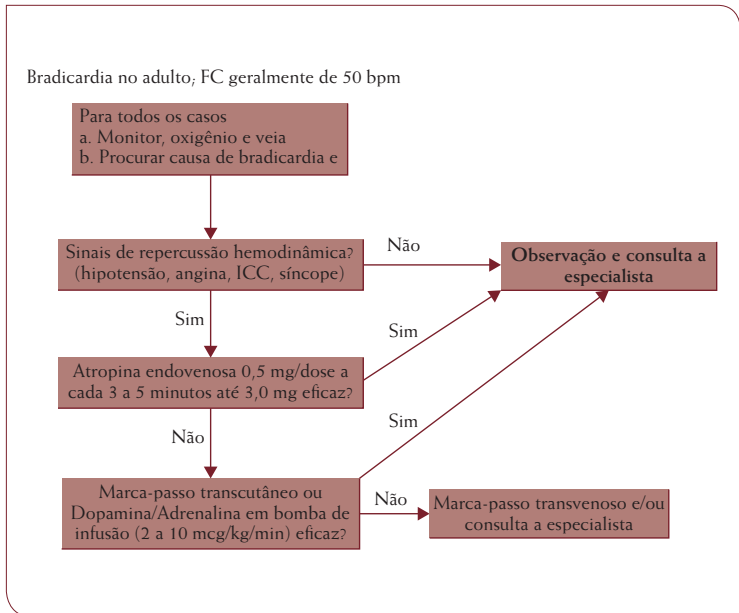 Bradicardia no adulto; FC geralmente de 50 bpm
Para todos os casos
a. Monitor, oxigênio e veia
b. Procurar causa de bradicardia e
Sinais de repercussão hemodinâmica?
(hipotensão, angina, ICC, síncope)
Não
Observação e consulta a
especialista
Sim
Sim
Atropina endovenosa 0,5 mg/dose a
cada 3 a 5 minutos até 3,0 mg eficaz?
Sim
Não
Marca-passo transcutâneo ou
Dopamina/Adrenalina em bomba de
infusão (2 a 10 mcg/kg/min) eficaz?
Não
Marca-passo transvenoso e/ou
consulta a especialista